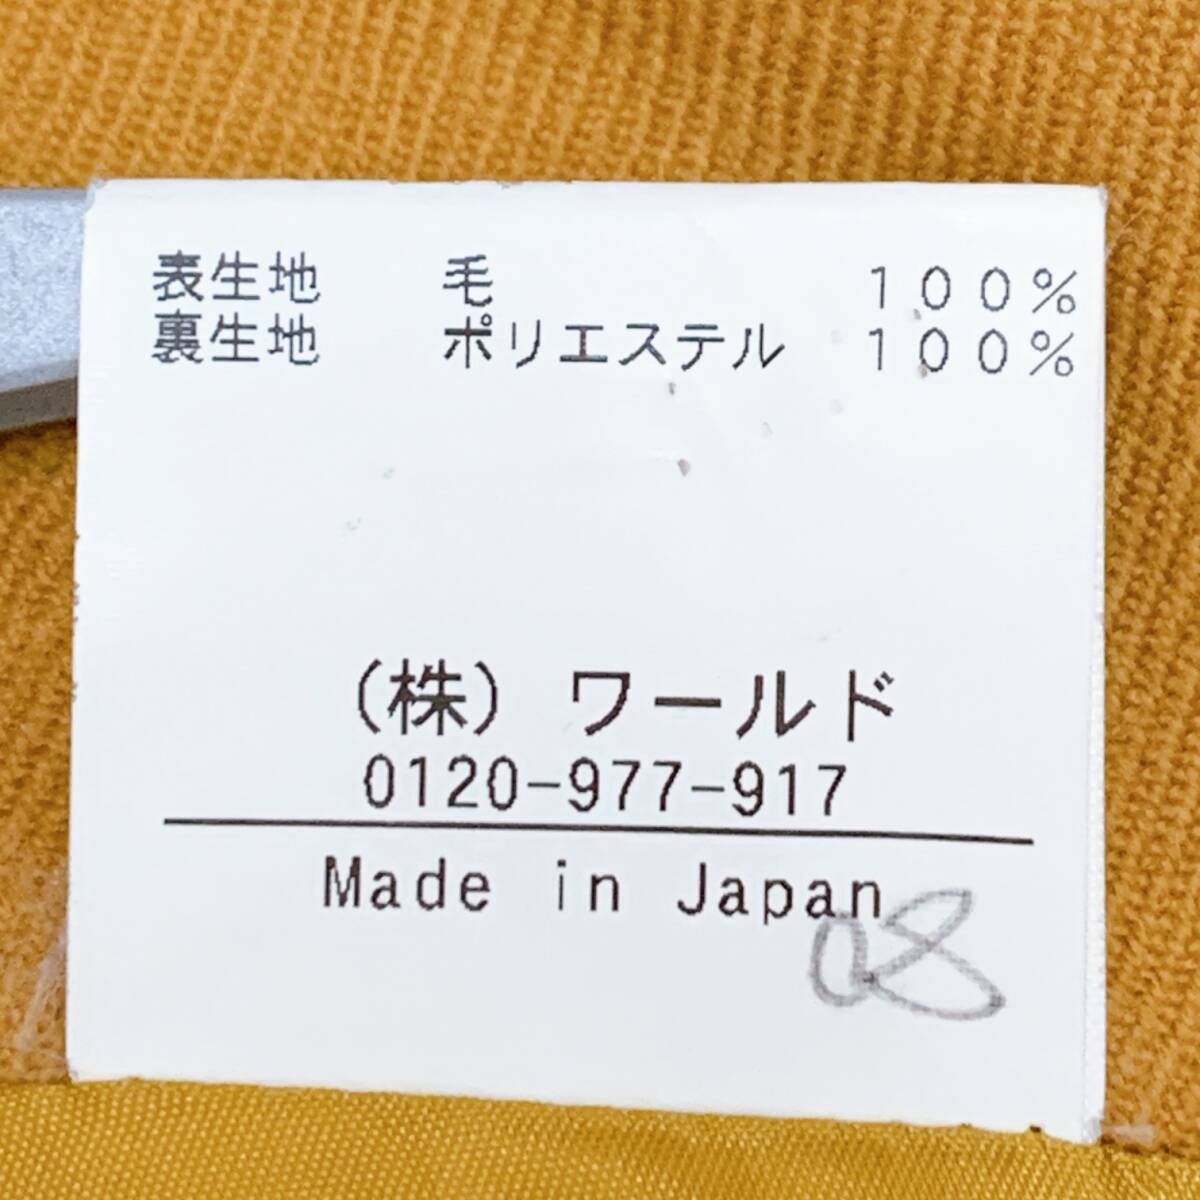 表生地 毛 100%
裏生地 ポリエステル 100%
(株) ワールド
0120-977-917
Made in Japan
08